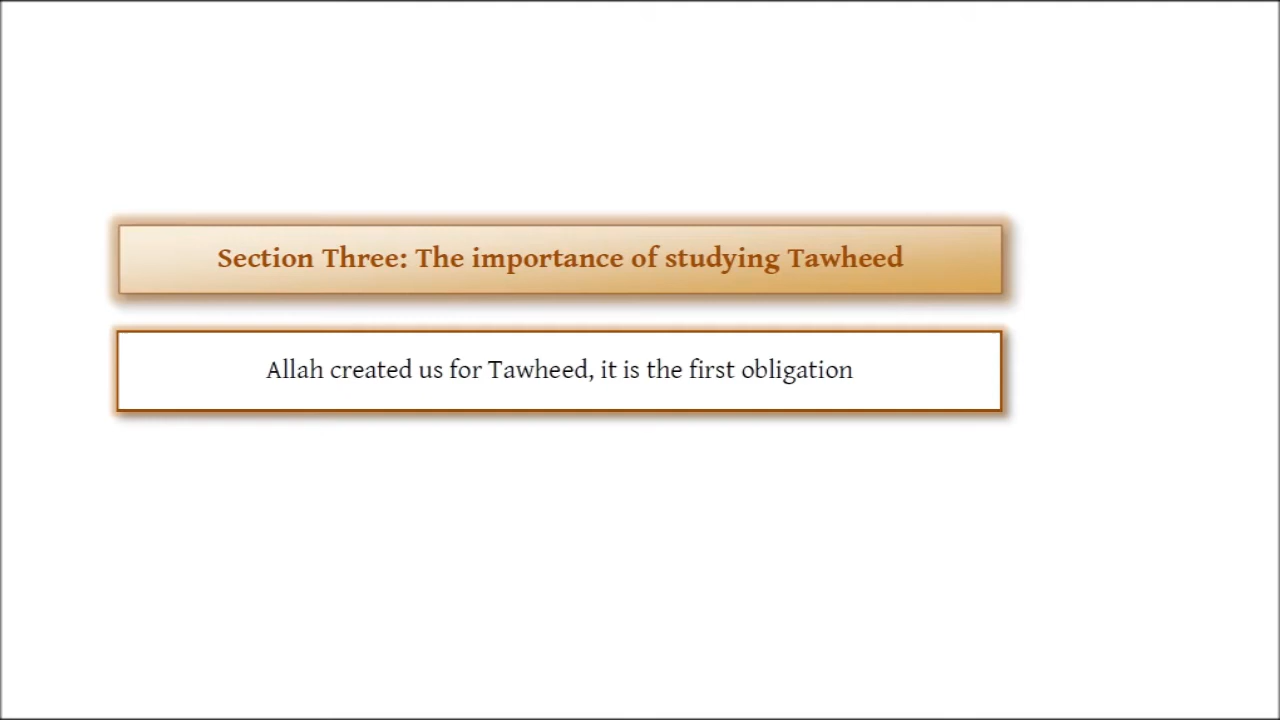 Section Three: The importance of studying Tawheed
Allah created us for Tawheed, it is the first obligation